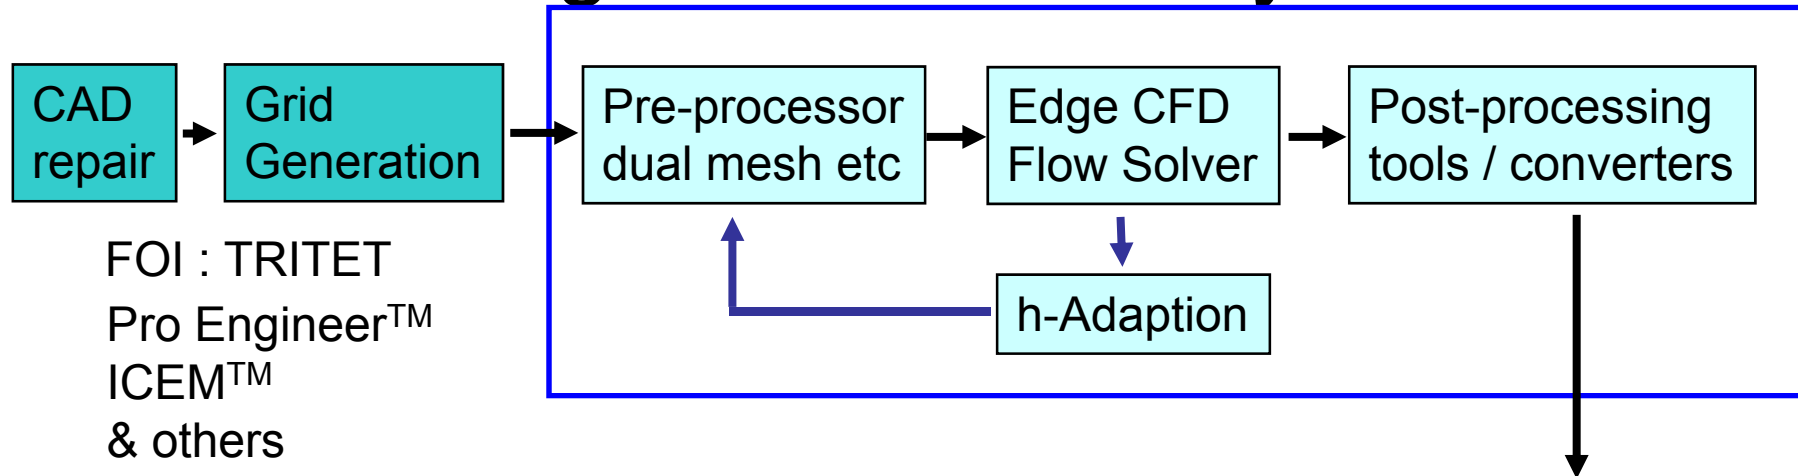 CAD
repair
Grid
Generation
Pre-processor
dual mesh etc
Edge CFD
Flow Solver
Post-processing
tools / converters
h-Adaption
FOI : TRITET
Pro Engineer™
ICEM™
& others